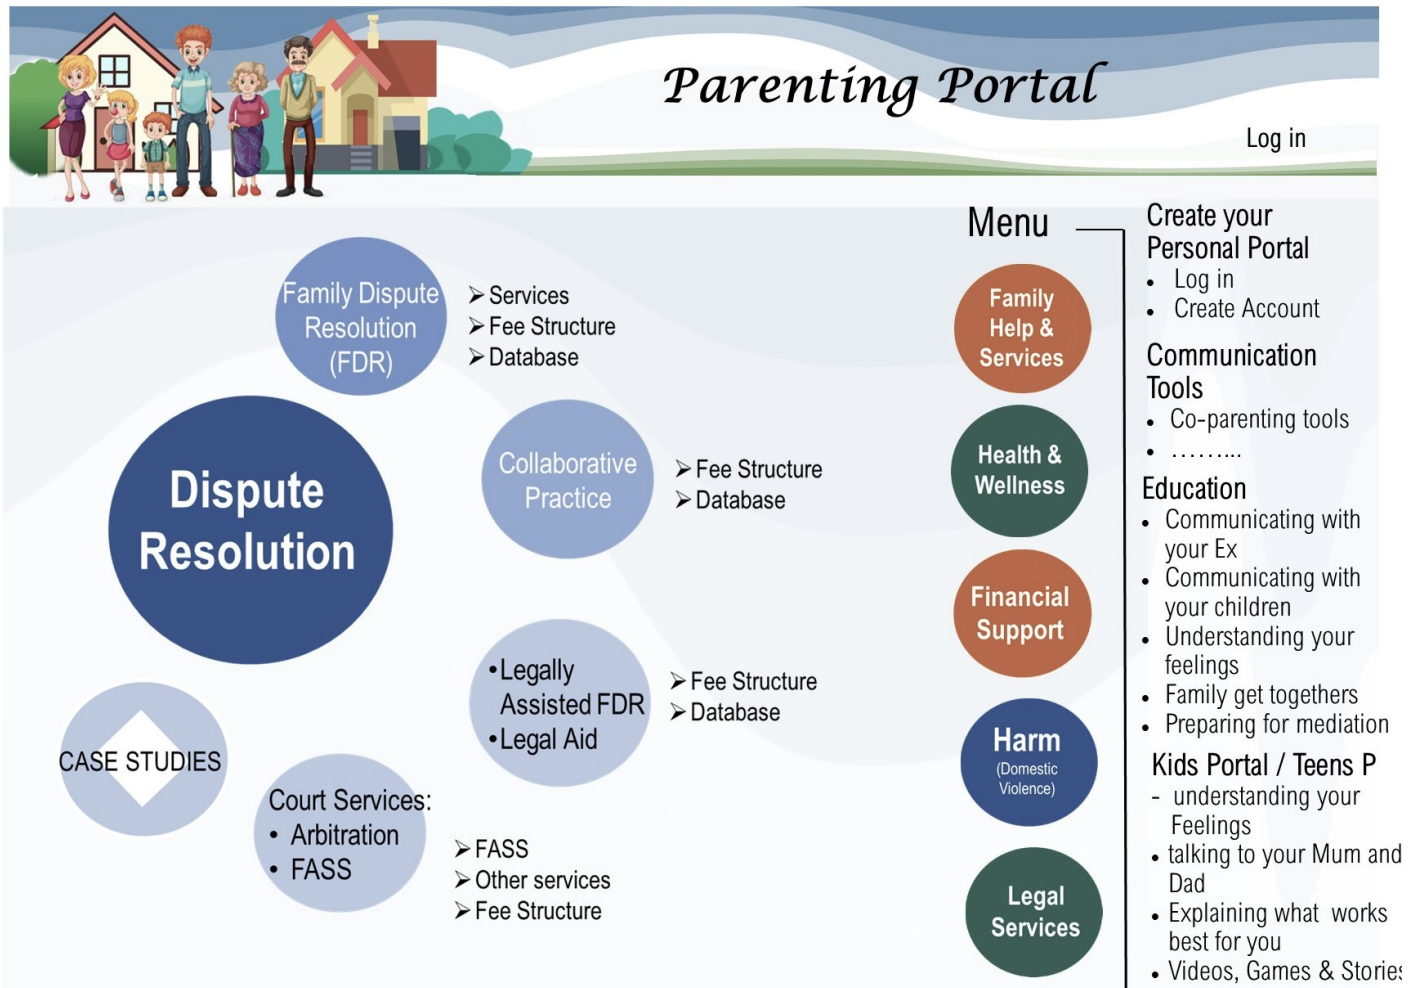 Parenting Portal
Log in
Family Dispute
Resolution
(FDR)
➢ Services
➢ Fee Structure
➢ Database
Dispute
Resolution
Collaborative
Practice
➢ Fee Structure
➢ Database
• Legally
Assisted FDR
• Legal Aid
➢ Fee Structure
➢ Database
CASE STUDIES
Court Services:
• Arbitration
• FASS
➢ FASS
➢ Other services
➢ Fee Structure
Menu
Family
Help &
Services
Health &
Wellness
Financial
Support
Harm
(Domestic
Violence)
Legal
Services
Create your
Personal Portal
• Log in
• Create Account
Communication
Tools
• Co-parenting tools
• ……...
Education
• Communicating with
your Ex
• Communicating with
your children
• Understanding your
feelings
• Family get togethers
• Preparing for mediation
Kids Portal / Teens P
- understanding your
Feelings
• talking to your Mum and
Dad
• Explaining what works
best for you
• Videos, Games & Stories